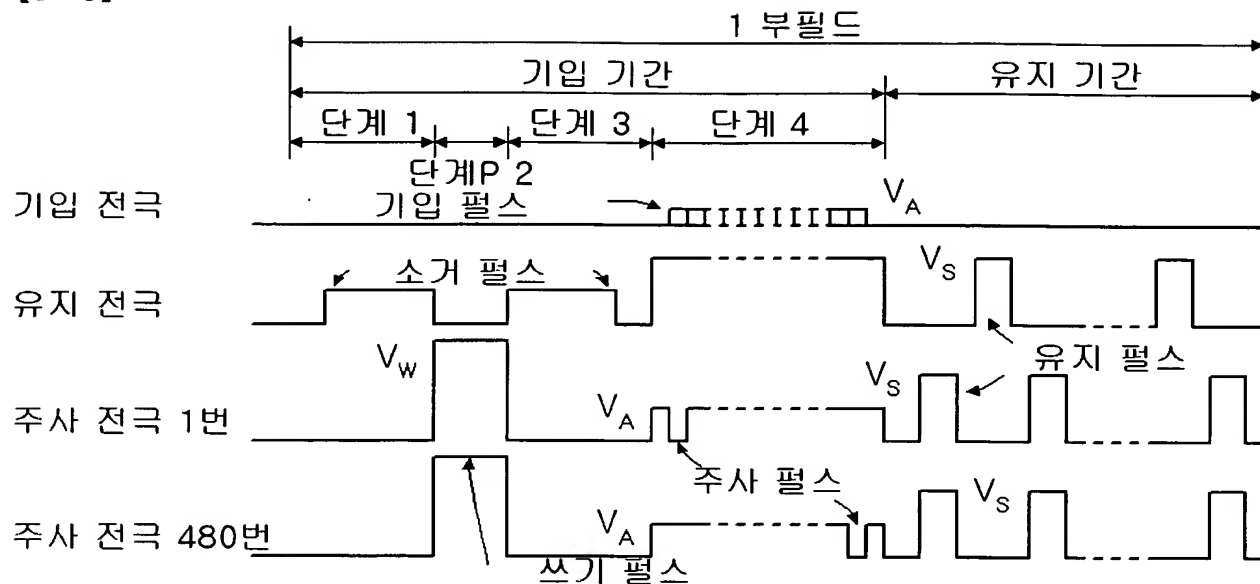 1 부필드
기입 기간 유지 기간
단계 1 단계 3 단계 4
단계P 2
기입 전극 기입 펄스 V_A
유지 전극 소거 펄스 V_S
유지 펄스
주사 전극 1번 V_W V_A V_S
주사 펄스
주사 전극 480번 V_A V_S
쓰기 펄스